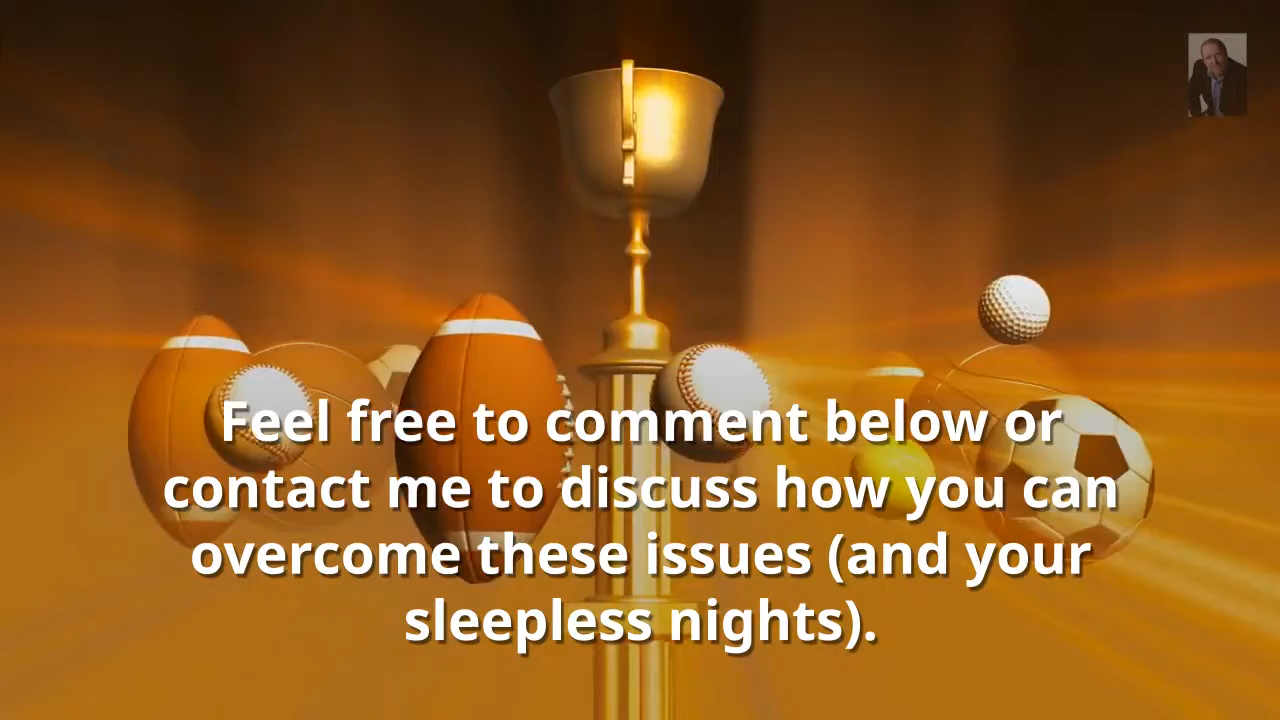 Feel free to comment below or
contact me to discuss how you can
overcome these issues (and your
sleepless nights).